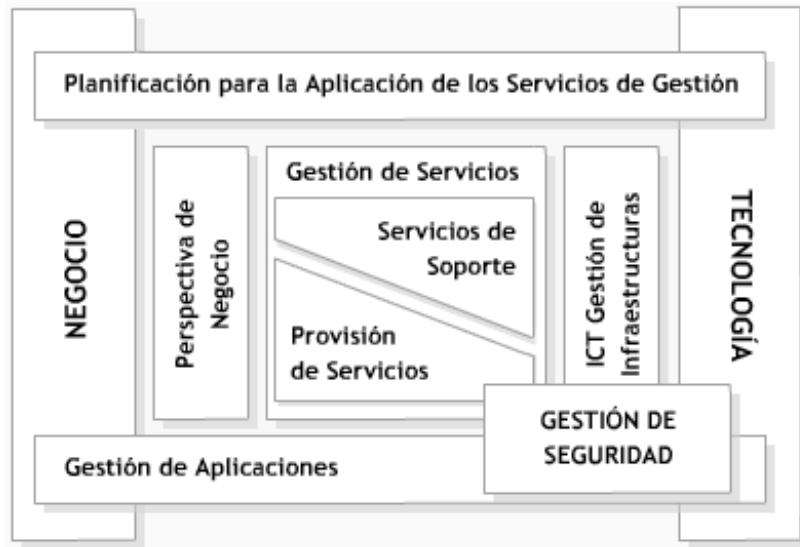 Planificación para la Aplicación de los Servicios de Gestión
NEGOCIO
Perspectiva de
Negocio
Gestión de Servicios
Servicios de
Soporte
Provisión
de Servicios
ICT Gestión de
Infraestructuras
TECNOLOGÍA
GESTIÓN DE
SEGURIDAD
Gestión de Aplicaciones